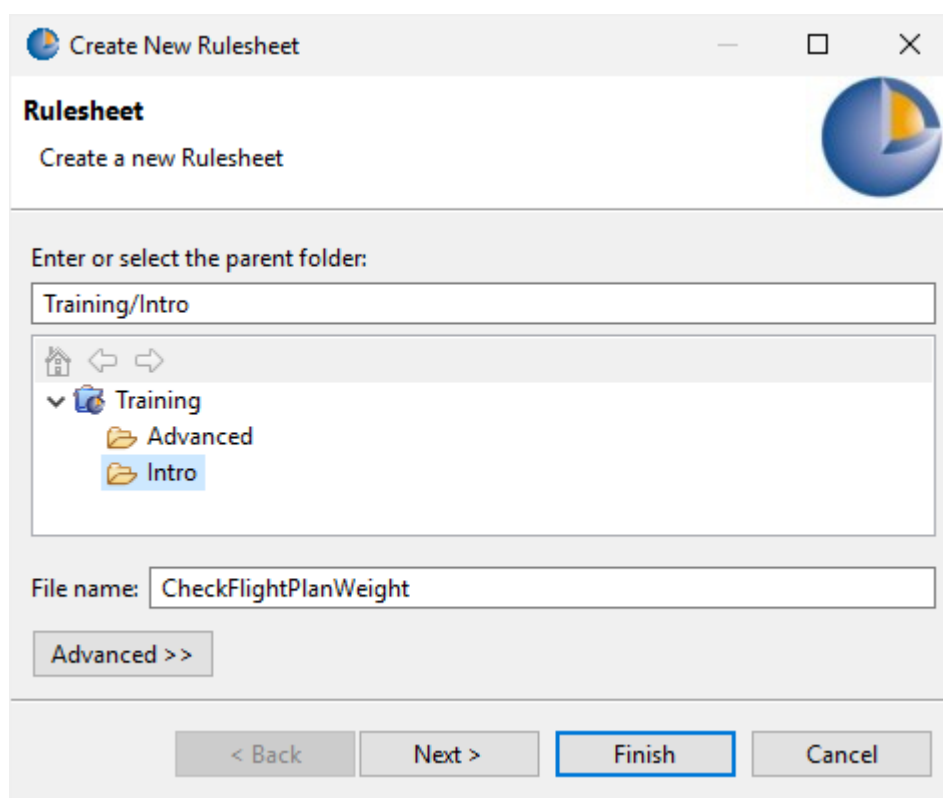 Create New Rulesheet
Rulesheet
Create a new Rulesheet
Enter or select the parent folder:
Training/Intro
Training
Advanced
Intro
File name: CheckFlightPlanWeight
Advanced >>
< Back Next > Finish Cancel